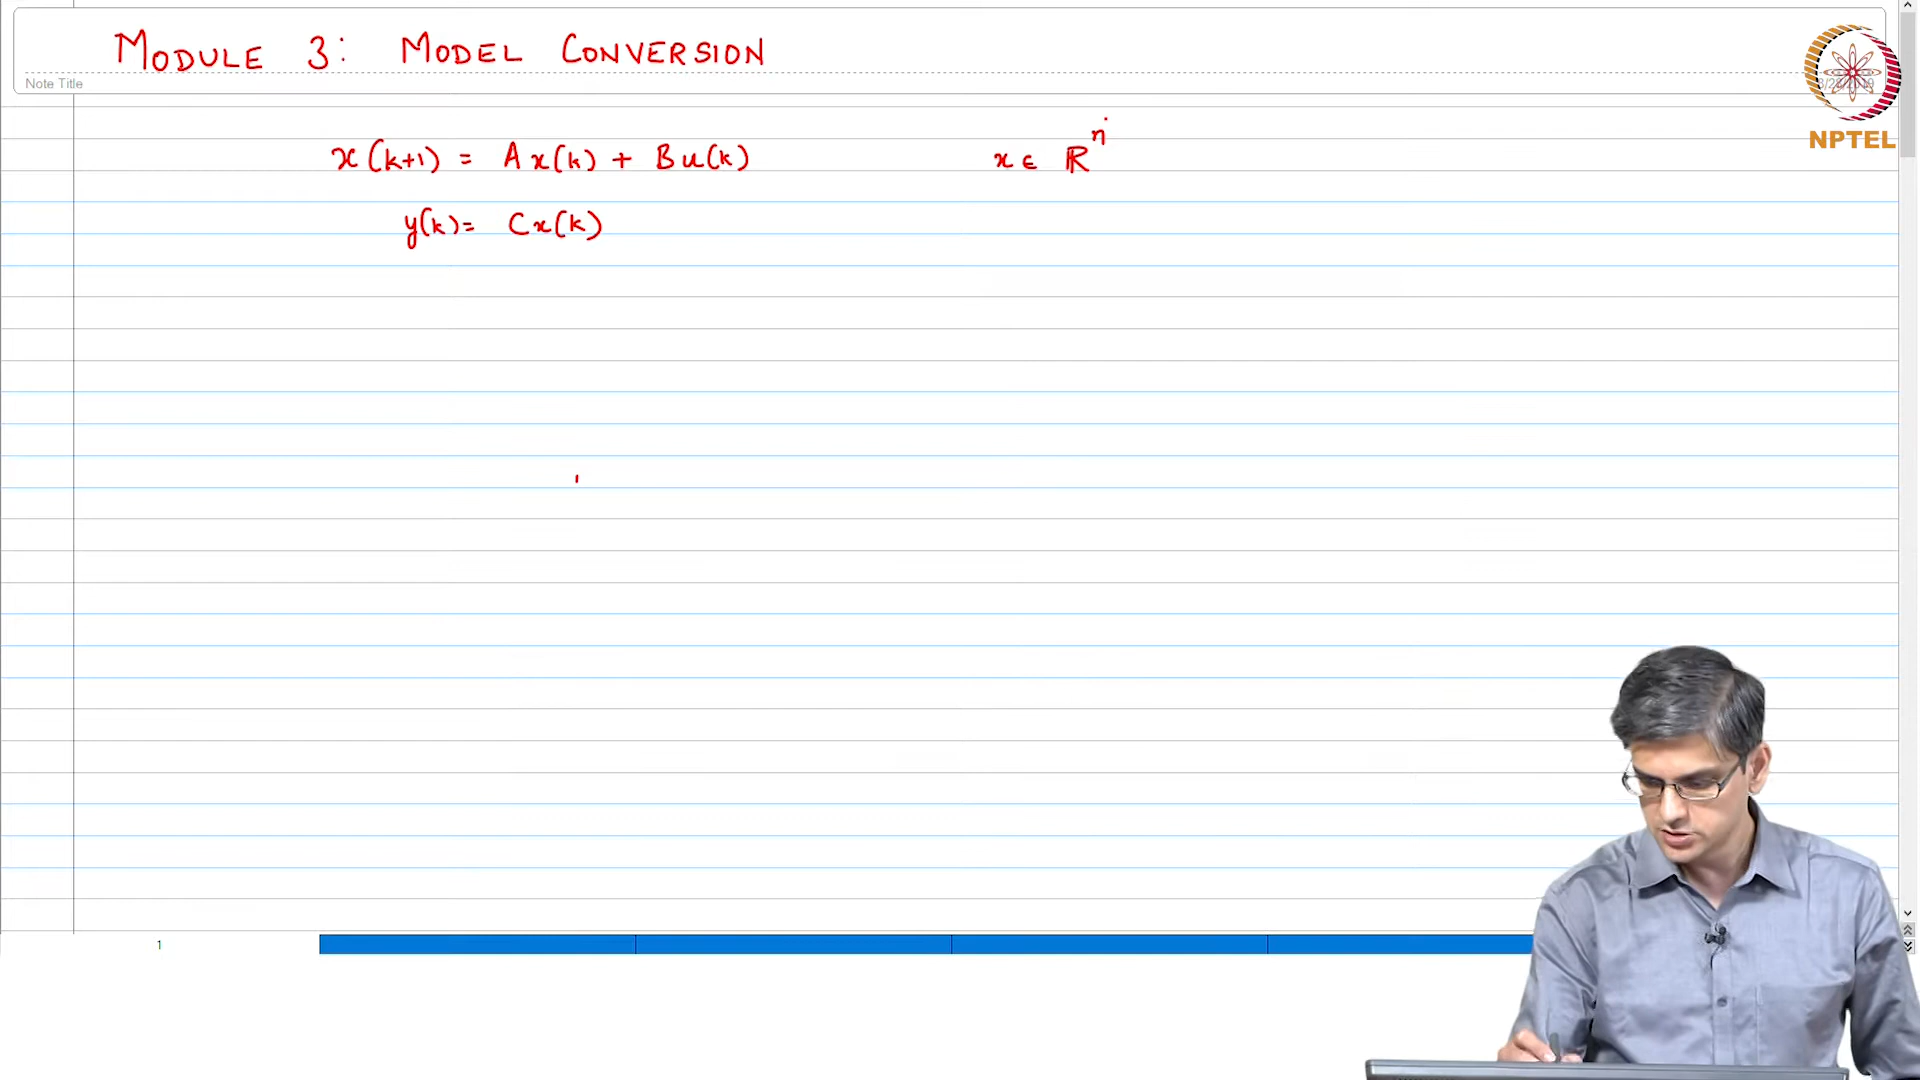 MODULE 3: MODEL CONVERSION
Note Title
NPTEL
x(k+1) = Ax(k) + Bu(k) x ∈ ℝⁿ
y(k) = Cx(k)
1